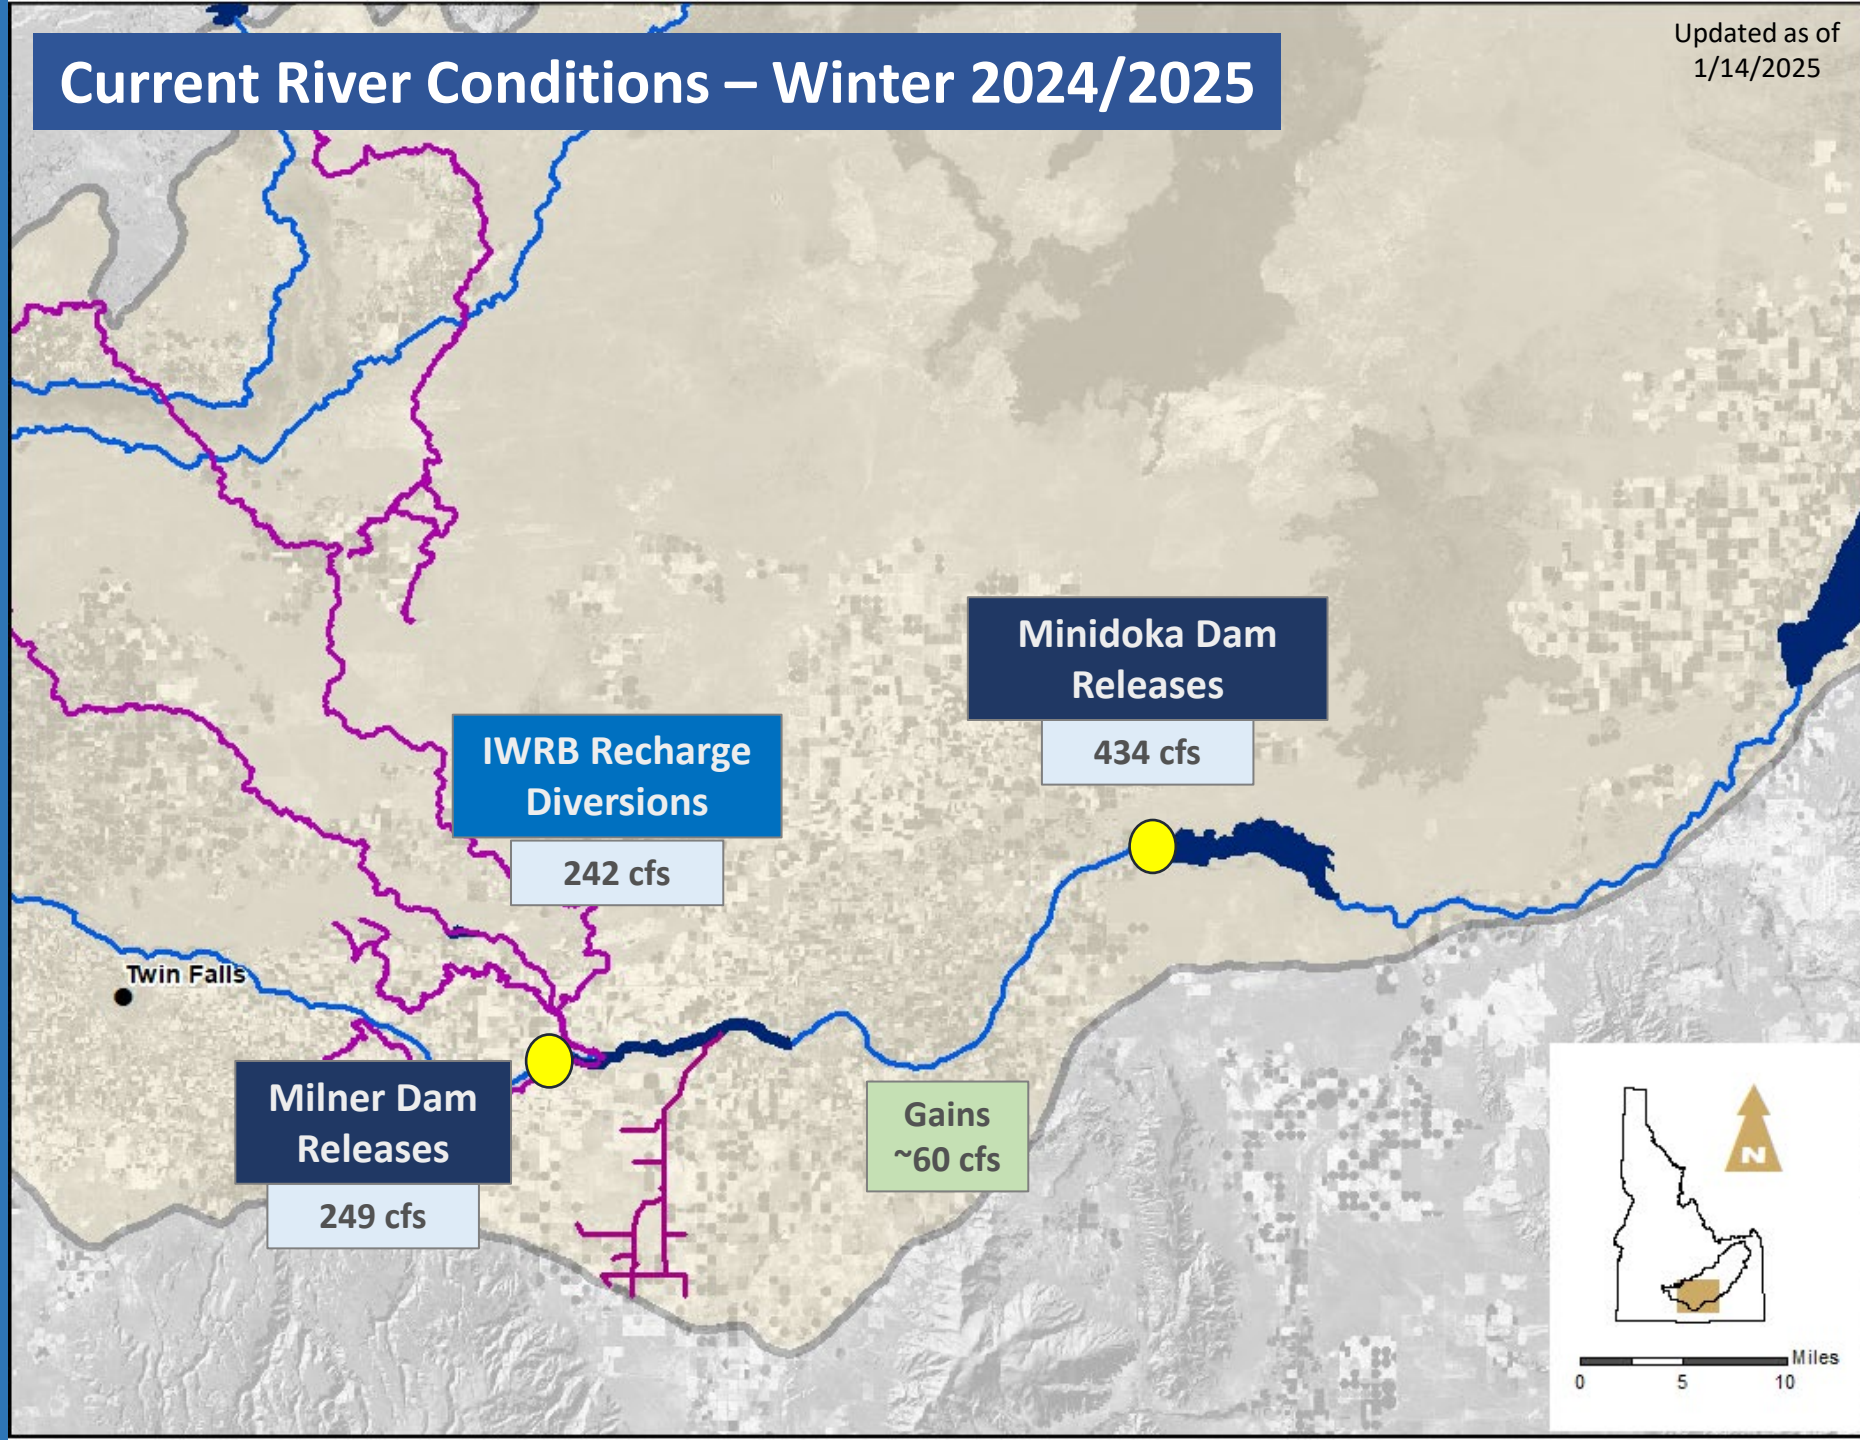 Current River Conditions – Winter 2024/2025
Updated as of
1/14/2025
Minidoka Dam
Releases
434 cfs
IWRB Recharge
Diversions
242 cfs
Twin Falls
Milner Dam
Releases
249 cfs
Gains
~60 cfs
N
Miles
0 5 10